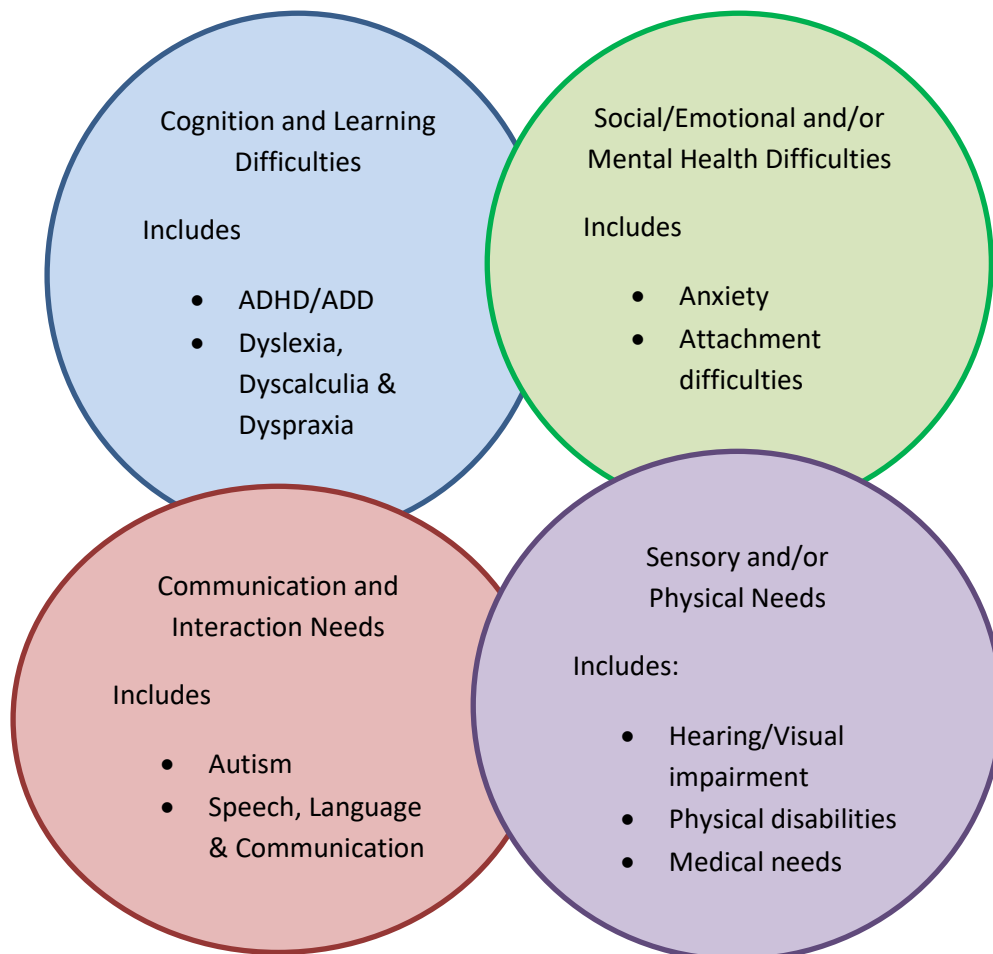 Cognition and Learning
Difficulties
Includes
• ADHD/ADD
• Dyslexia,
Dyscalculia &
Dyspraxia
Social/Emotional and/or
Mental Health Difficulties
Includes
• Anxiety
• Attachment
difficulties
Communication and
Interaction Needs
Includes
• Autism
• Speech, Language
& Communication
Sensory and/or
Physical Needs
Includes:
• Hearing/Visual
impairment
• Physical disabilities
• Medical needs